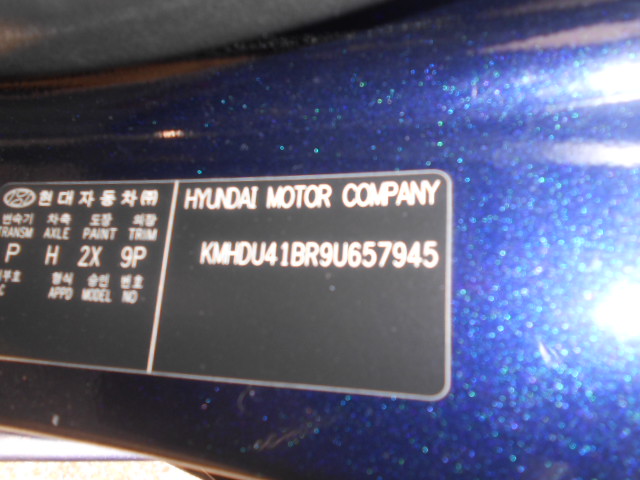 현대자동차㈜
변속기 차축 도장 의장
TRANSM AXLE PAINT TRIM
P H 2X 9P
형식 승인 번호
APPD MODEL NO
HYUNDAI MOTOR COMPANY
KMHDU41BR9U657945